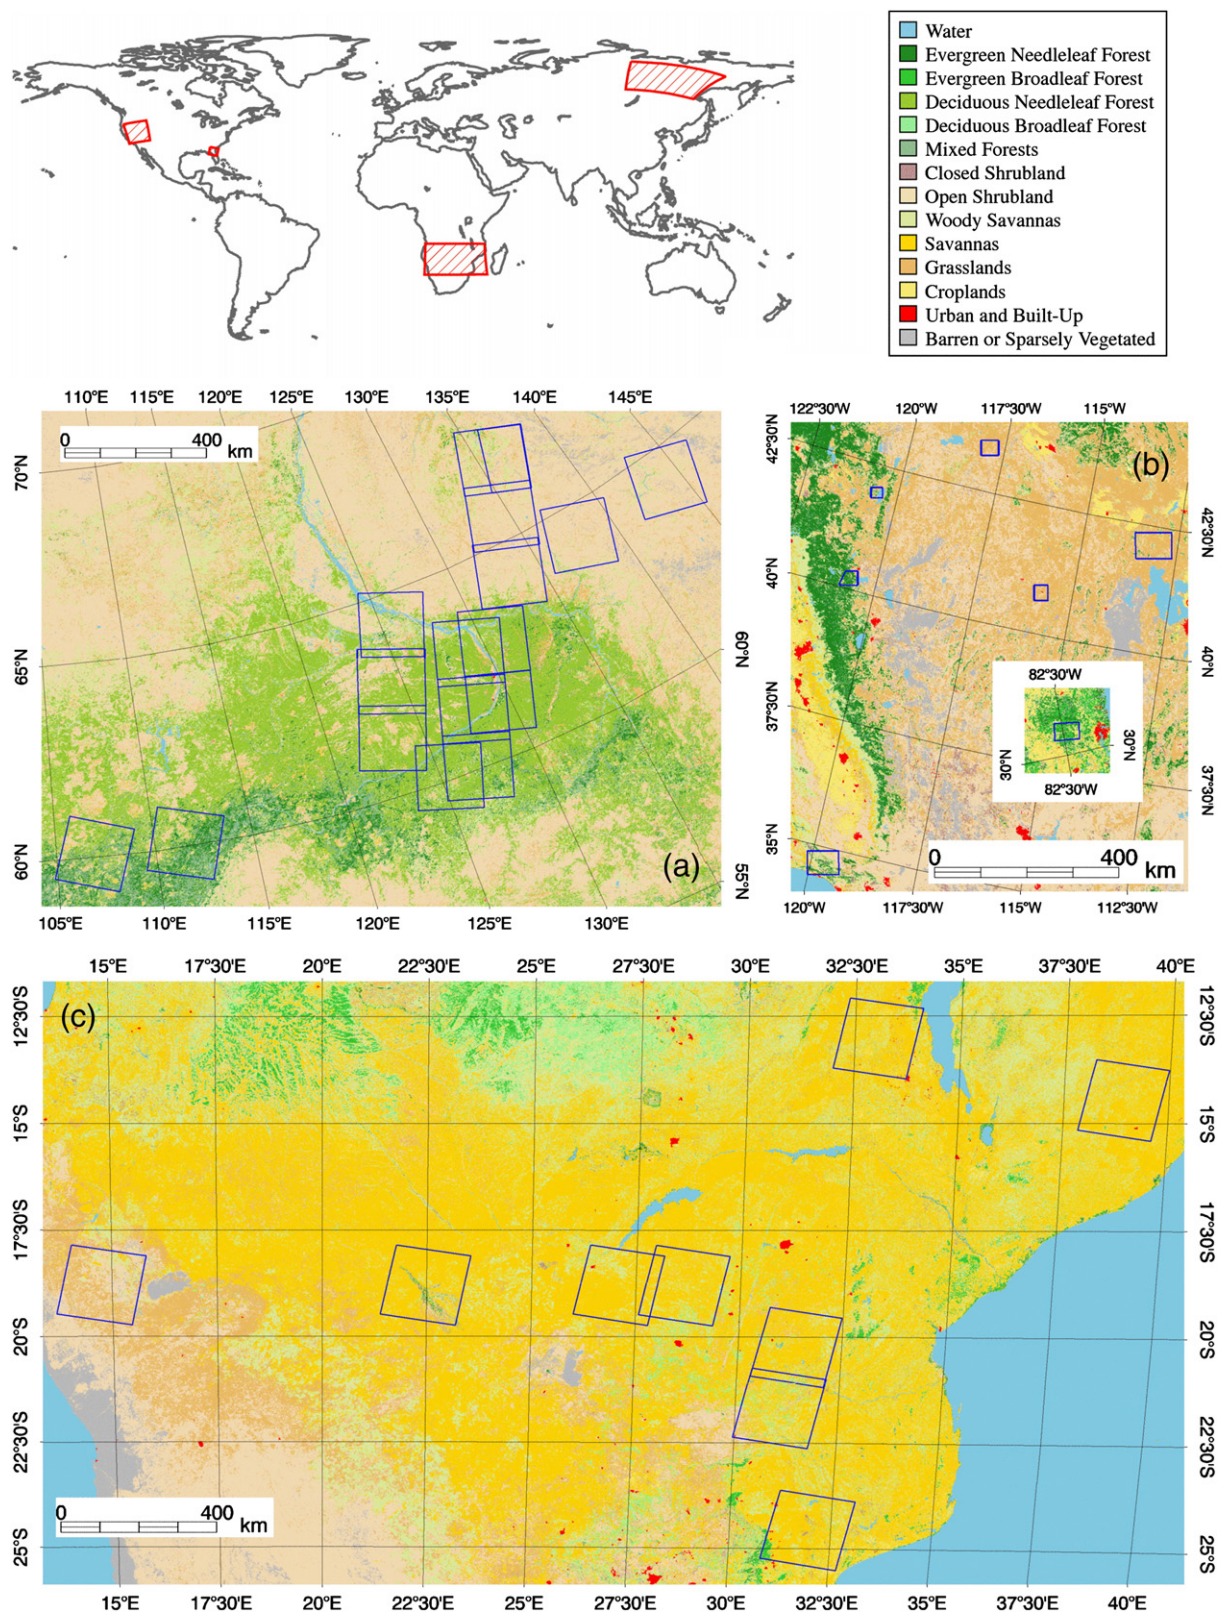 Water
Evergreen Needleleaf Forest
Evergreen Broadleaf Forest
Deciduous Needleleaf Forest
Deciduous Broadleaf Forest
Mixed Forests
Closed Shrubland
Open Shrubland
Woody Savannas
Savannas
Grasslands
Croplands
Urban and Built-Up
Barren or Sparsely Vegetated
110°E 115°E 120°E 125°E 130°E 135°E 140°E 145°E
0 400
km
70°N
65°N
60°N
60°N
55°N
(a)
105°E 110°E 115°E 120°E 125°E 130°E
122°30'W 120°W 117°30'W 115°W
42°30'N
40°N
37°30'N
35°N
(b)
42°30'N
40°N
37°30'N
82°30'W
30°N
30°N
82°30'W
0 400
km
120°W 117°30'W 115°W 112°30'W
15°E 17°30'E 20°E 22°30'E 25°E 27°30'E 30°E 32°30'E 35°E 37°30'E 40°E
(c)
12°30'S
15°S
17°30'S
20°S
22°30'S
25°S
12°30'S
15°S
17°30'S
20°S
22°30'S
25°S
0 400
km
15°E 17°30'E 20°E 22°30'E 25°E 27°30'E 30°E 32°30'E 35°E 37°30'E 40°E